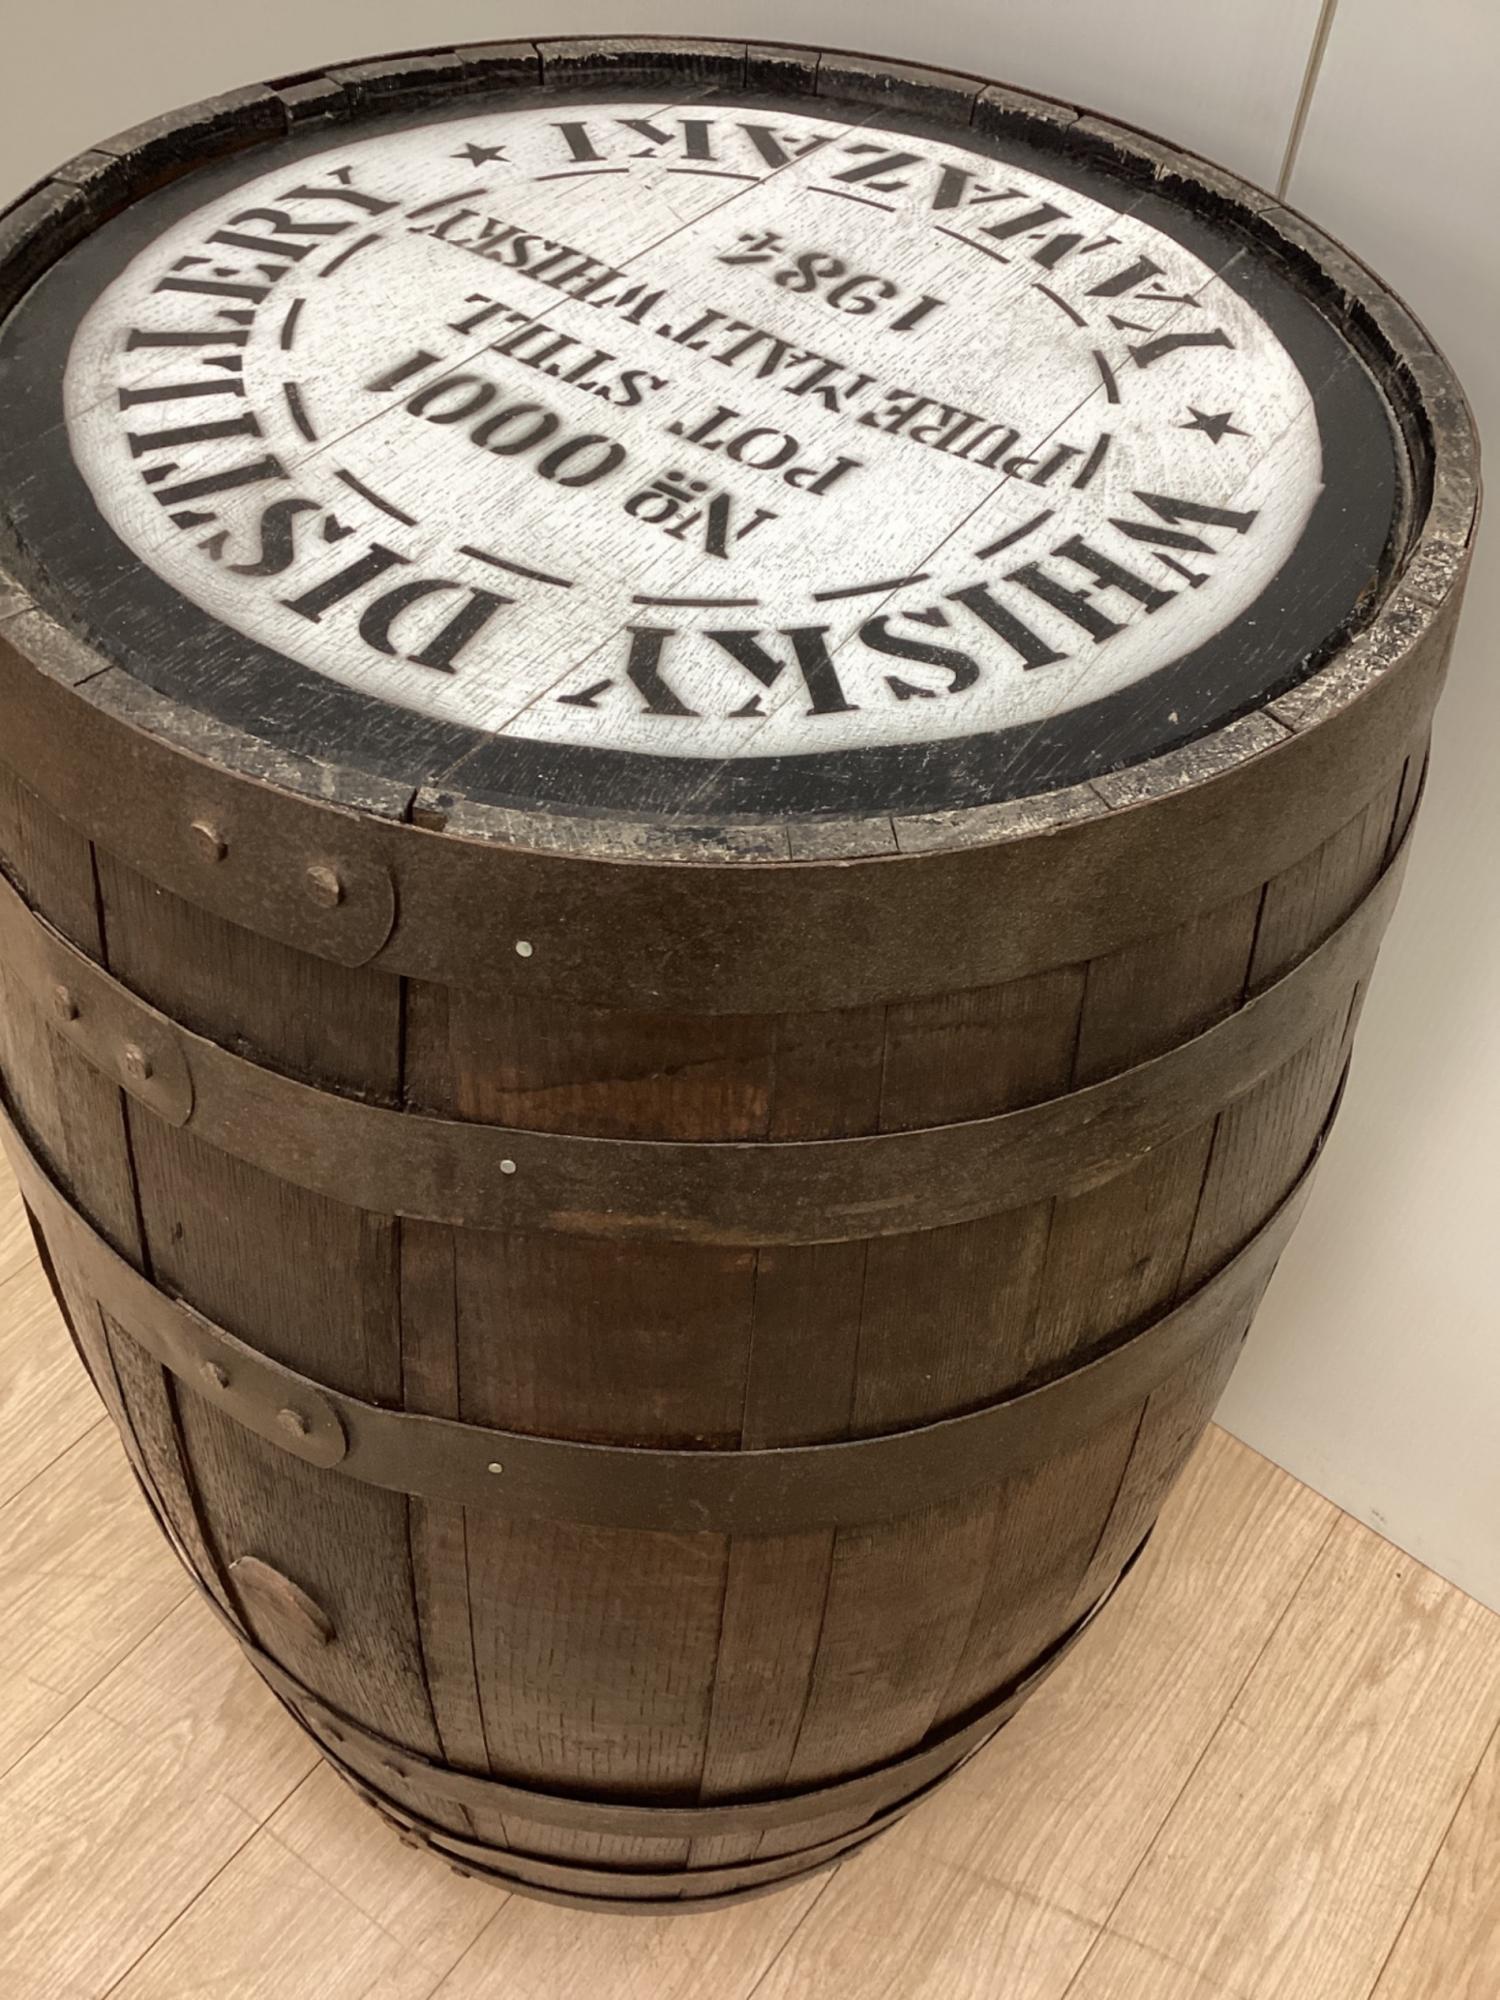 WHISKY DISTILLERY
№ 0001
POT STILL
PURE MALT WHISKY
1984
★ YAMAZAKI ★